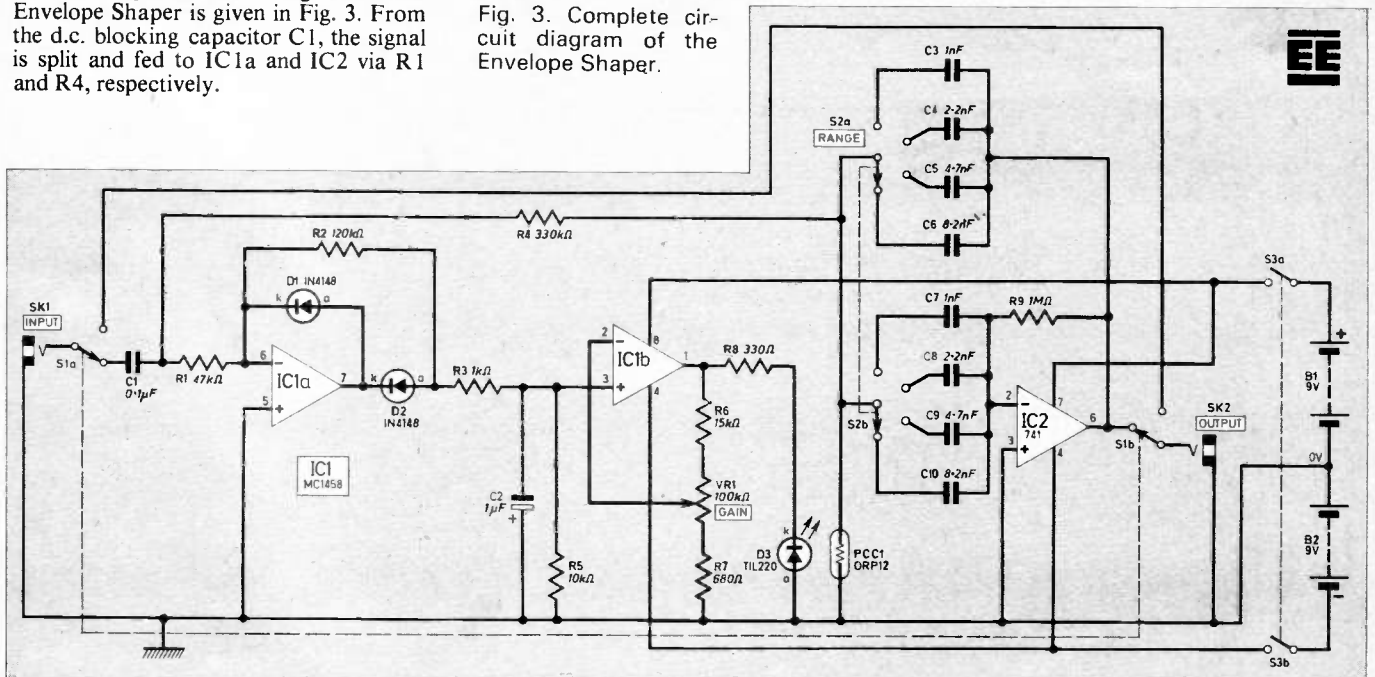 Envelope Shaper is given in Fig. 3. From
the d.c. blocking capacitor C1, the signal
is split and fed to IC1a and IC2 via R1
and R4, respectively.
Fig. 3. Complete cir-
cuit diagram of the
Envelope Shaper.
EE
C3 1nF
C4 2·2nF
S2a
RANGE
C5 4·7nF
C6 8·2nF
R4 330kΩ
R2 120kΩ
D1 IN4148
k
a
SK1
INPUT
S1a
C1
0·1µF
R1 47kΩ
6
−
IC1a
5
+
7
k
a
D2
IN4148
R3 1kΩ
IC1
MC1458
C2
1µF
+
R5
10kΩ
2
−
IC1b
3
+
8
1
4
R8 330Ω
R6
15kΩ
VR1
100kΩ
GAIN
R7
680Ω
k
D3
TIL220
a
PCC1
ORP12
C7 1nF
R9 1MΩ
C8 2·2nF
S2b
C9 4·7nF
C10 8·2nF
2
−
IC2
741
3
+
7
6
4
S1b
SK2
OUTPUT
S3a
+
B1
9V
0V
B2
9V
−
S3b